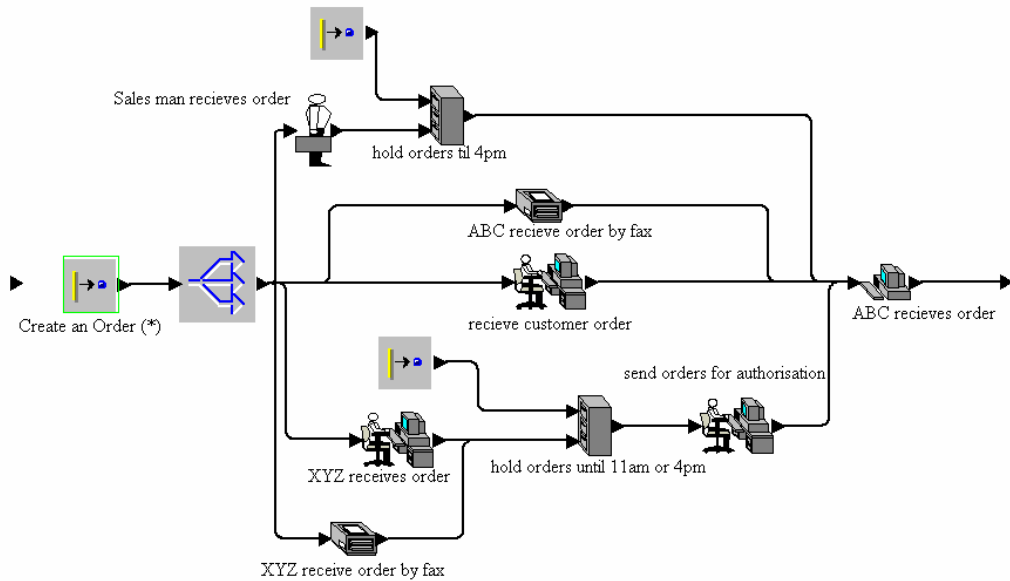 Sales man recieves order
hold orders til 4pm
ABC recieve order by fax
recieve customer order
ABC recieves order
Create an Order (*)
send orders for authorisation
XYZ receives order
hold orders until 11am or 4pm
XYZ receive order by fax